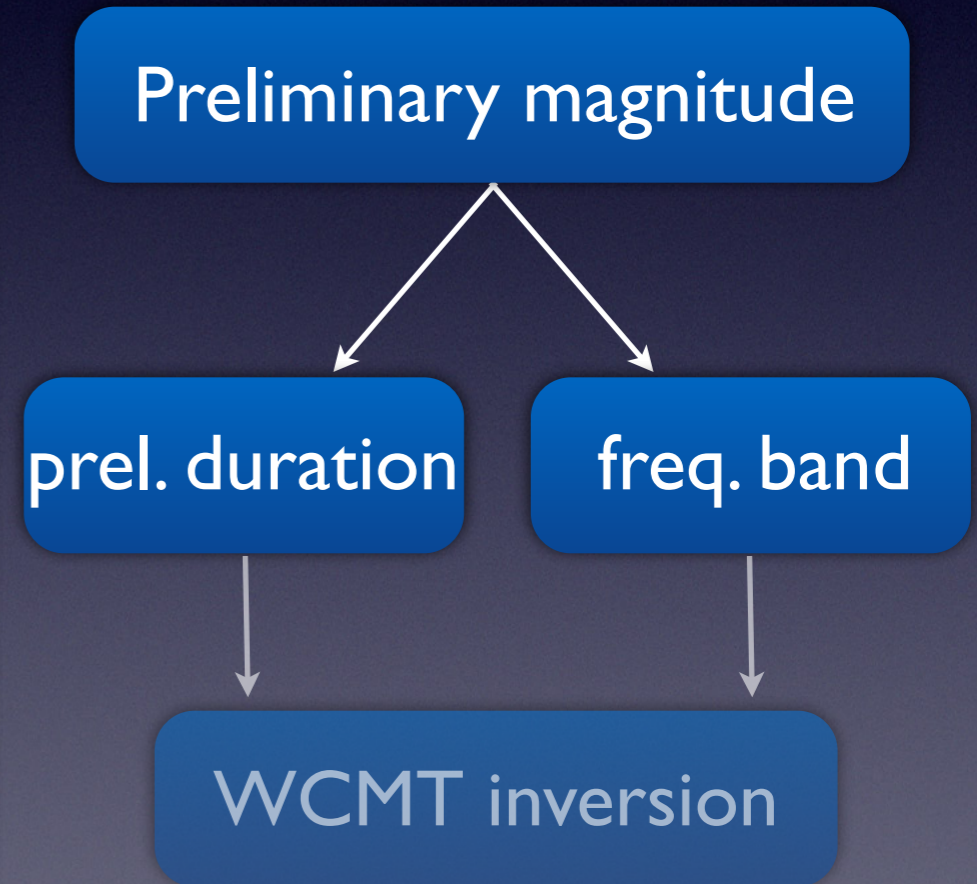 Preliminary magnitude
prel. duration
freq. band
WCMT inversion